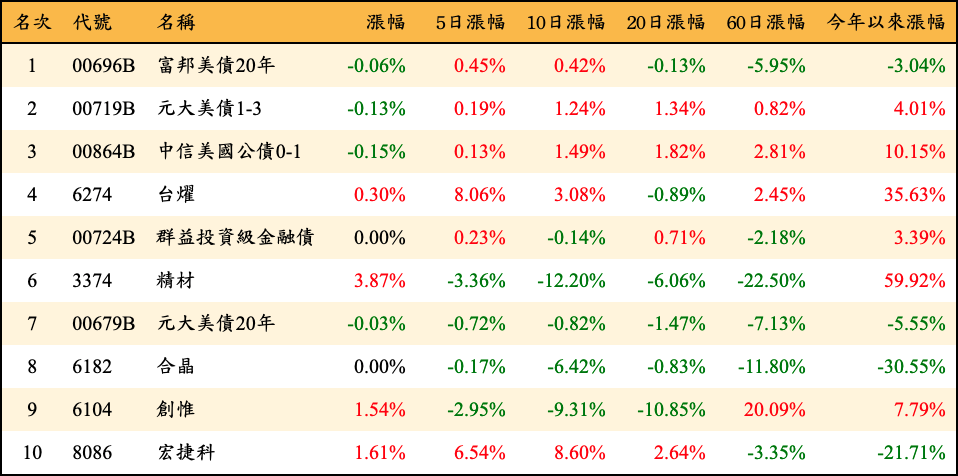 名次 代號 名稱 漲幅 5日漲幅 10日漲幅 20日漲幅 60日漲幅 今年以來漲幅
1 00696B 富邦美債20年 -0.06% 0.45% 0.42% -0.13% -5.95% -3.04%
2 00719B 元大美債1-3 -0.13% 0.19% 1.24% 1.34% 0.82% 4.01%
3 00864B 中信美國公債0-1 -0.15% 0.13% 1.49% 1.82% 2.81% 10.15%
4 6274 台燿 0.30% 8.06% 3.08% -0.89% 2.45% 35.63%
5 00724B 群益投資級金融債 0.00% 0.23% -0.14% 0.71% -2.18% 3.39%
6 3374 精材 3.87% -3.36% -12.20% -6.06% -22.50% 59.92%
7 00679B 元大美債20年 -0.03% -0.72% -0.82% -1.47% -7.13% -5.55%
8 6182 合晶 0.00% -0.17% -6.42% -0.83% -11.80% -30.55%
9 6104 創惟 1.54% -2.95% -9.31% -10.85% 20.09% 7.79%
10 8086 宏捷科 1.61% 6.54% 8.60% 2.64% -3.35% -21.71%